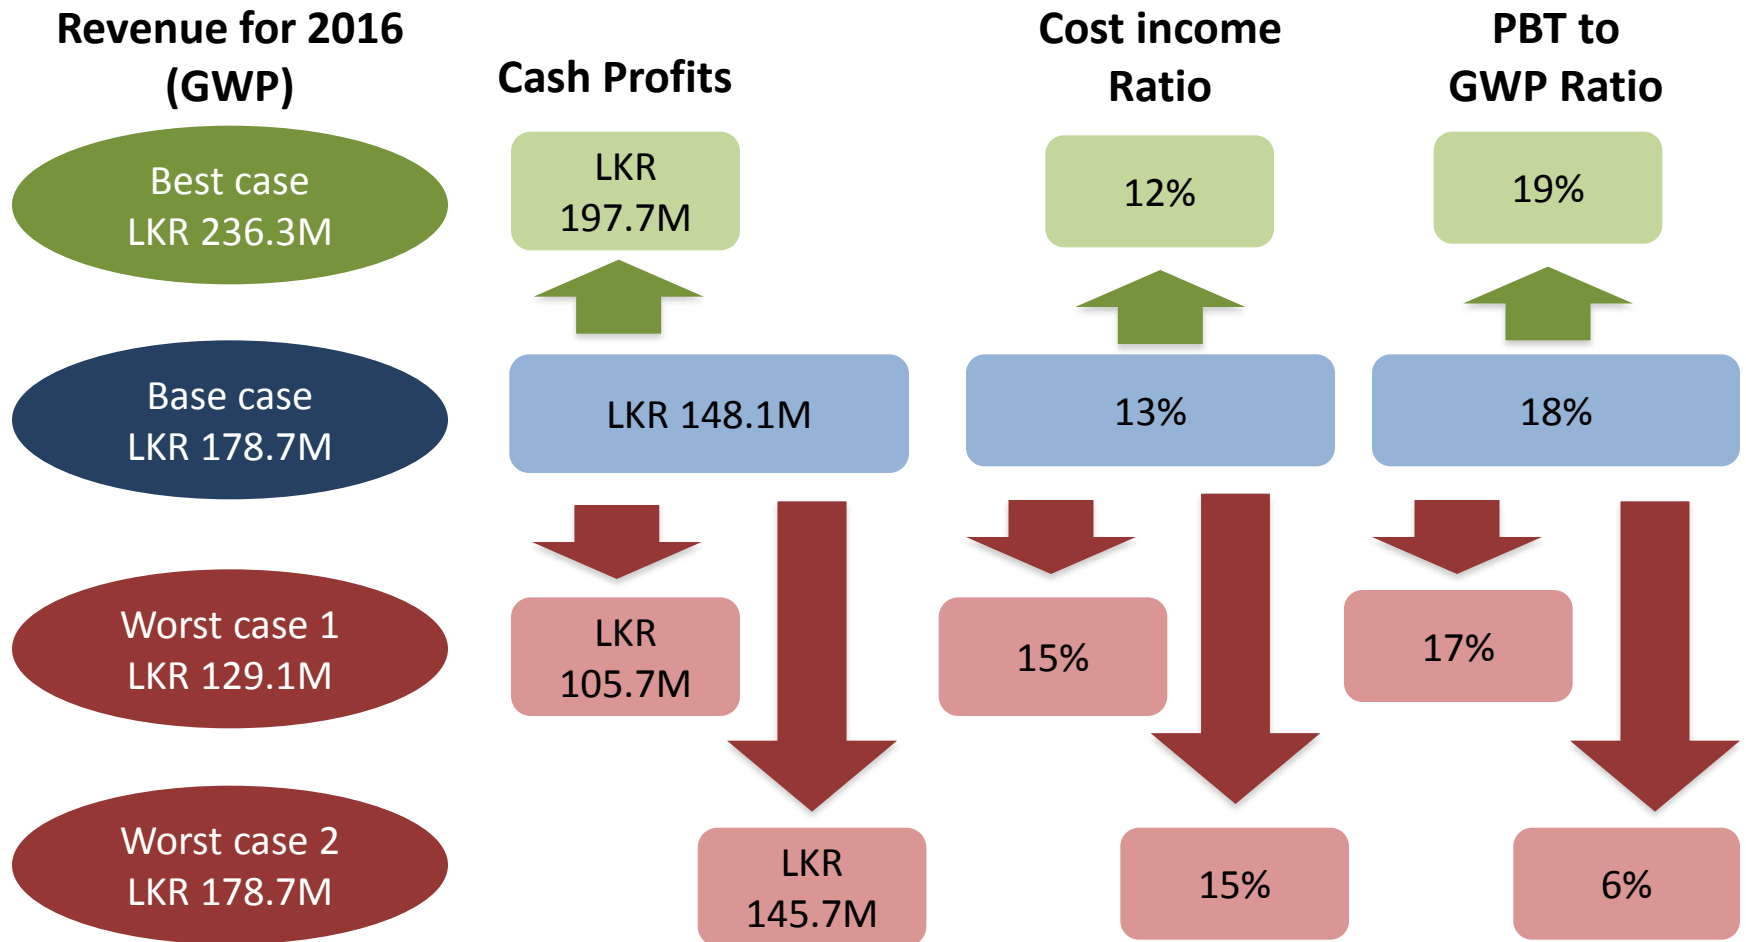 Revenue for 2016
(GWP)
Cash Profits
Cost income
Ratio
PBT to
GWP Ratio
Best case
LKR 236.3M
LKR
197.7M
12%
19%
Base case
LKR 178.7M
LKR 148.1M
13%
18%
Worst case 1
LKR 129.1M
LKR
105.7M
15%
17%
Worst case 2
LKR 178.7M
LKR
145.7M
15%
6%